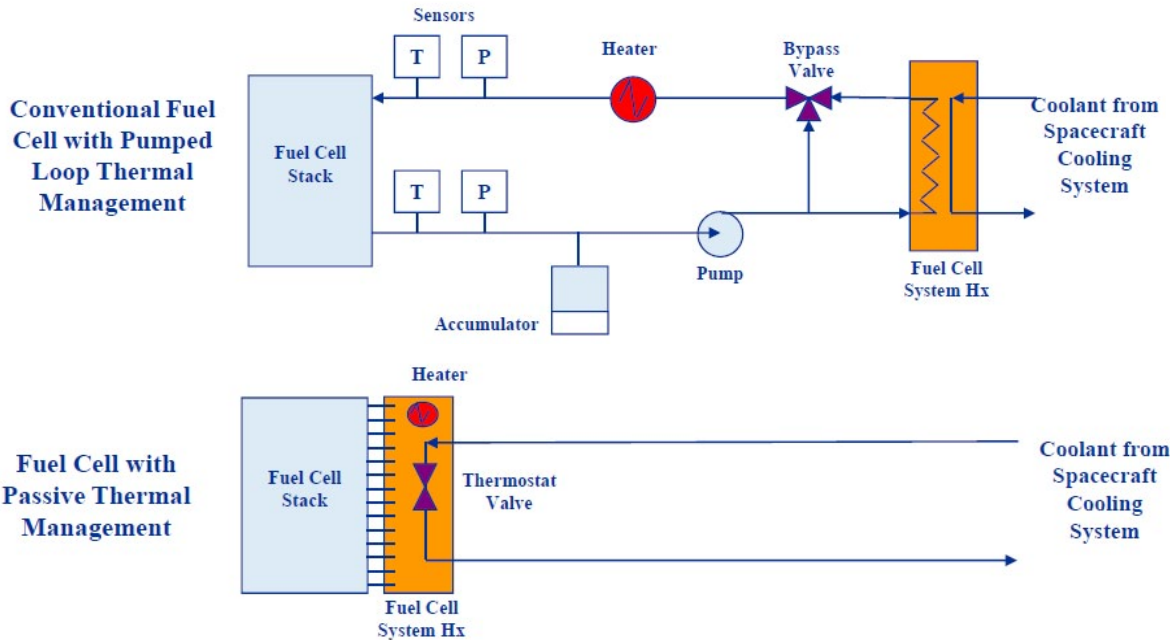 Sensors
T
P
Heater
Bypass
Valve
Conventional Fuel
Cell with Pumped
Loop Thermal
Management
Fuel Cell
Stack
Coolant from
Spacecraft
Cooling
System
T
P
Pump
Fuel Cell
System Hx
Accumulator
Heater
Fuel Cell with
Passive Thermal
Management
Fuel Cell
Stack
Thermostat
Valve
Coolant from
Spacecraft
Cooling
System
Fuel Cell
System Hx